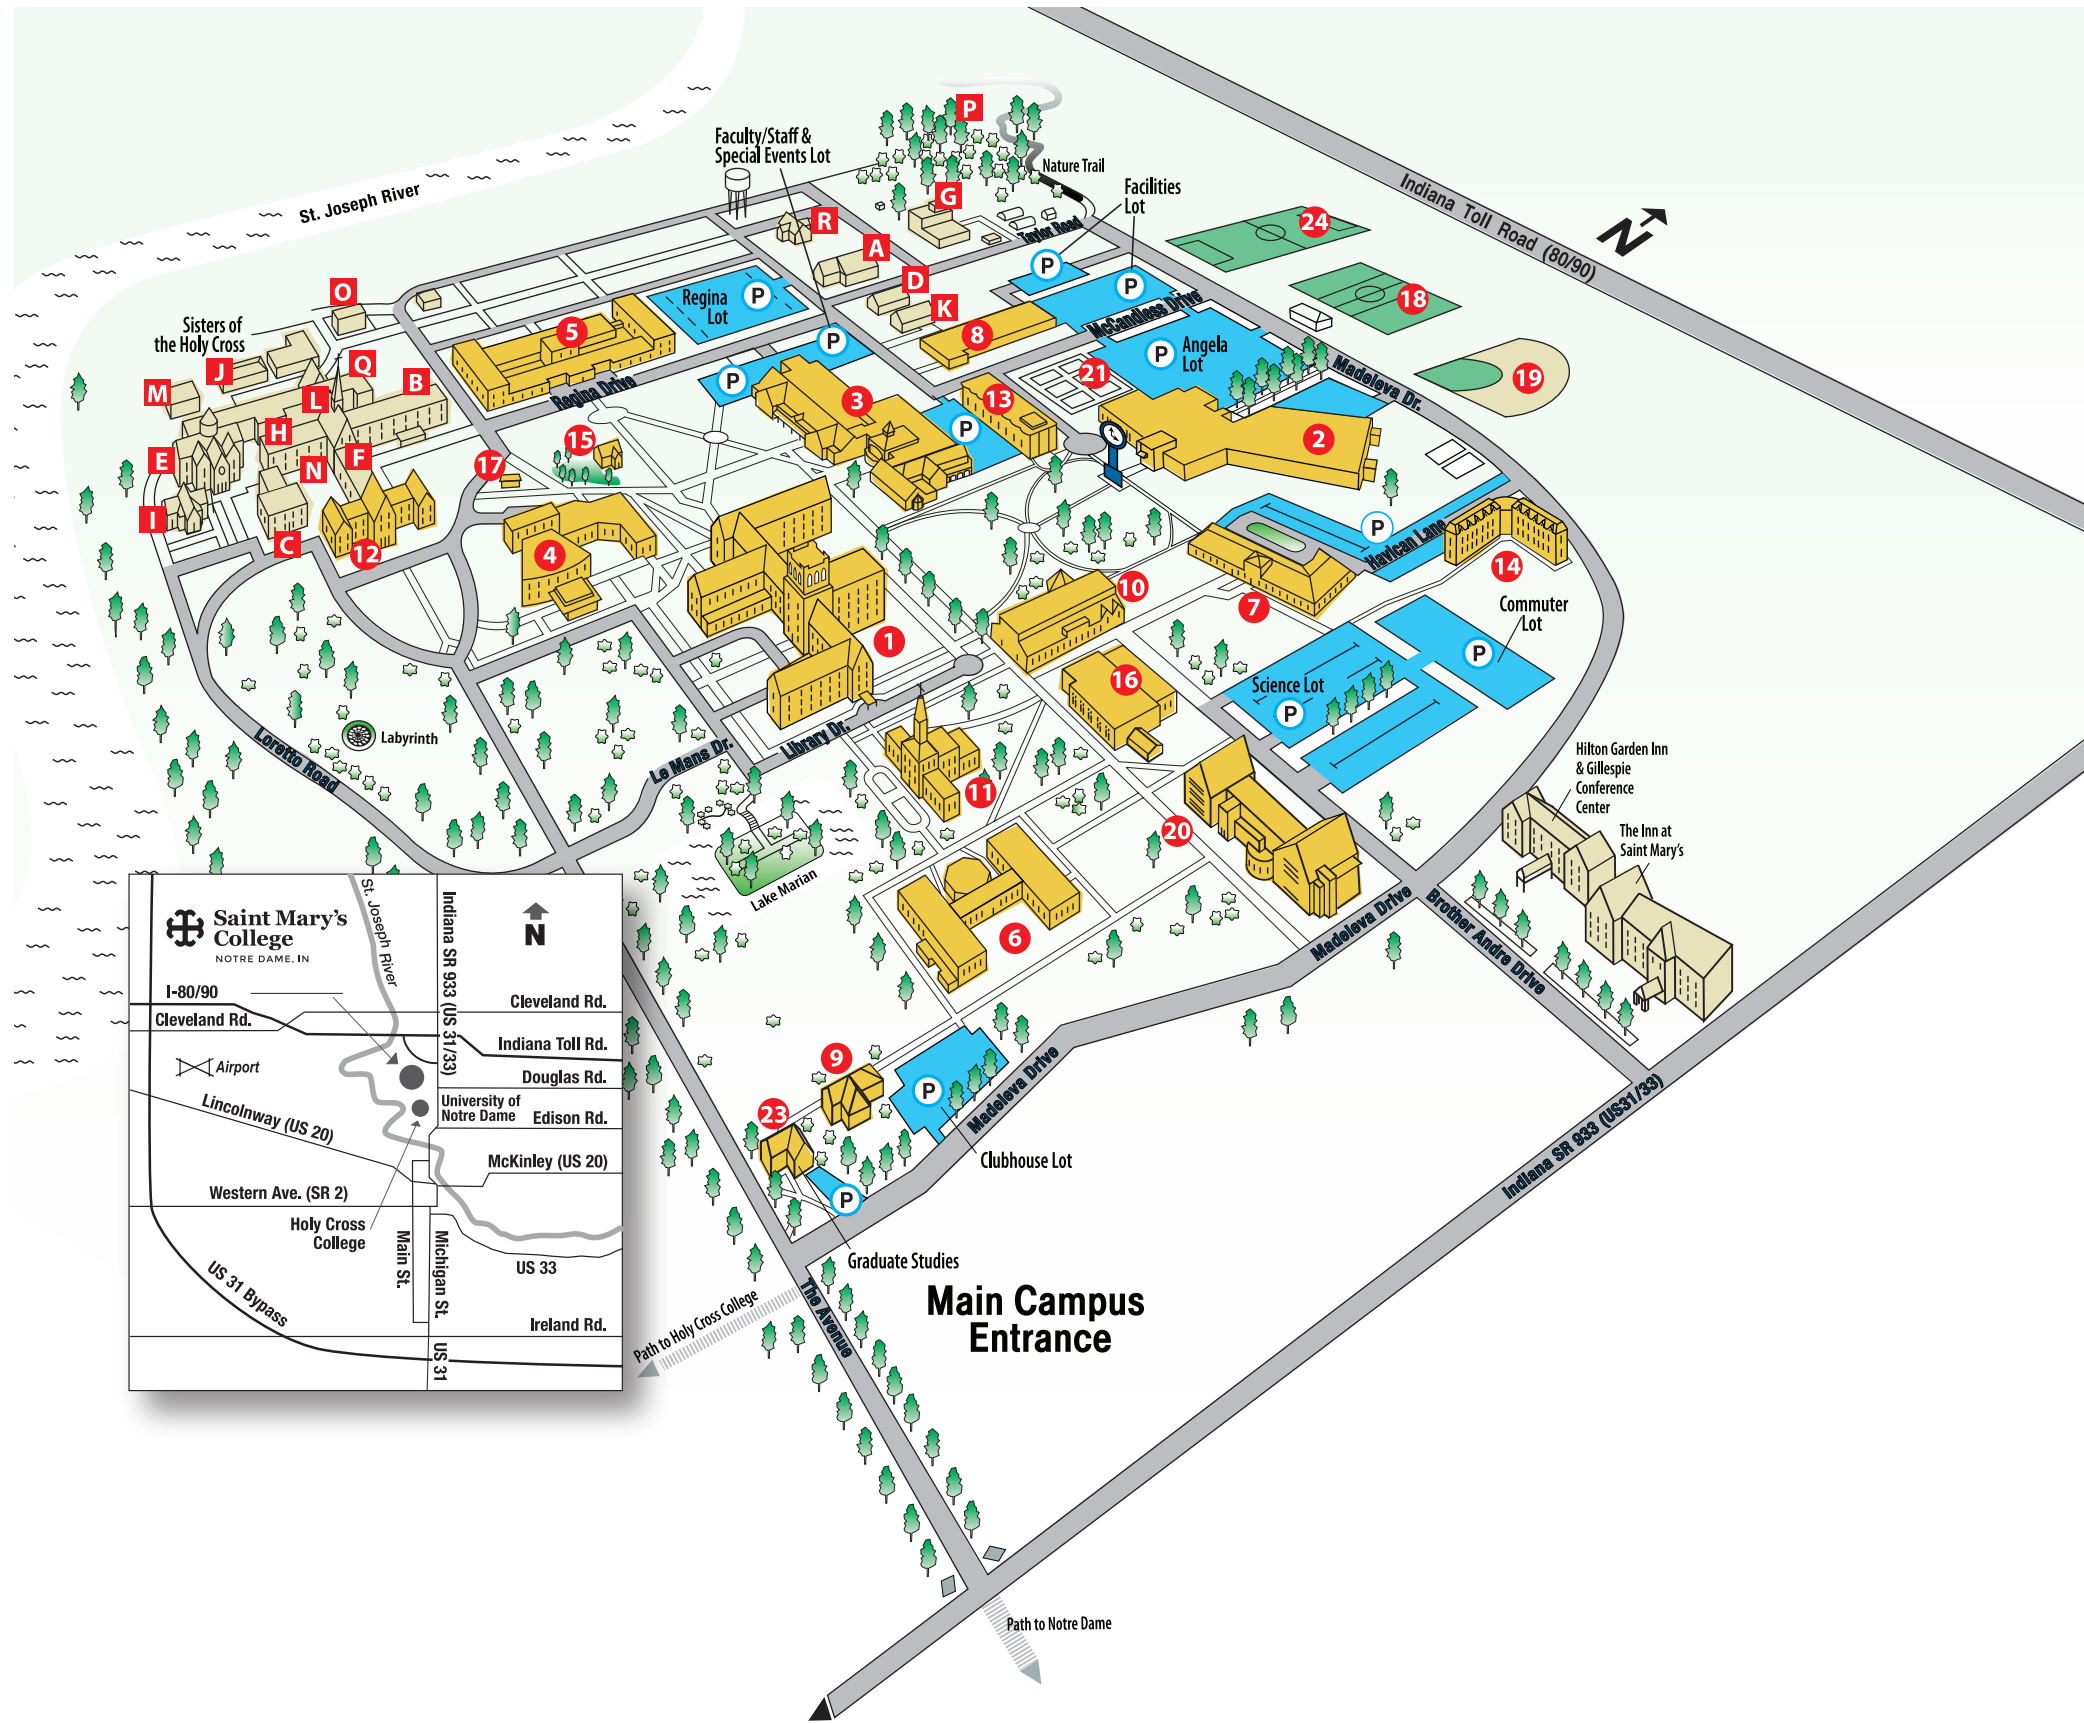 P
Faculty/Staff &
Special Events Lot
Nature Trail
Facilities
Lot
Indiana Toll Road (80/90)
N
St. Joseph River
G
R
Taylor Road
24
A
P
P
D
18
O
Regina
Lot
P
K
McCandless Drive
Sisters of
the Holy Cross
5
8
P
Angela
Lot
P
J
Q
B
M
L
Regina Drive
P
3
13
21
Madeleva Dr.
19
H
15
P
2
E
N
F
17
I
C
12
4
P
Havican Lane
14
10
7
Commuter
Lot
1
P
16
Science Lot
P
Labyrinth
Loretto Road
Le Mans Dr.
Library Dr.
11
Hilton Garden Inn
& Gillespie
Conference
Center
The Inn at
Saint Mary's
20
Lake Marian
6
Madeleva Drive
Brother Andre Drive
9
P
Madeleva Drive
23
Clubhouse Lot
P
Graduate Studies
Main Campus
Entrance
Indiana SR 933 (US31/33)
Path to Holy Cross College
The Avenue
Path to Notre Dame
Saint Mary's
College
NOTRE DAME, IN
St. Joseph River
Indiana SR 933 (US 31/33)
N
I-80/90
Cleveland Rd.
Cleveland Rd.
Indiana Toll Rd.
Airport
Douglas Rd.
University of
Notre Dame
Edison Rd.
Lincolnway (US 20)
McKinley (US 20)
Western Ave. (SR 2)
Holy Cross
College
Main St.
Michigan St.
US 33
US 31 Bypass
Ireland Rd.
US 31